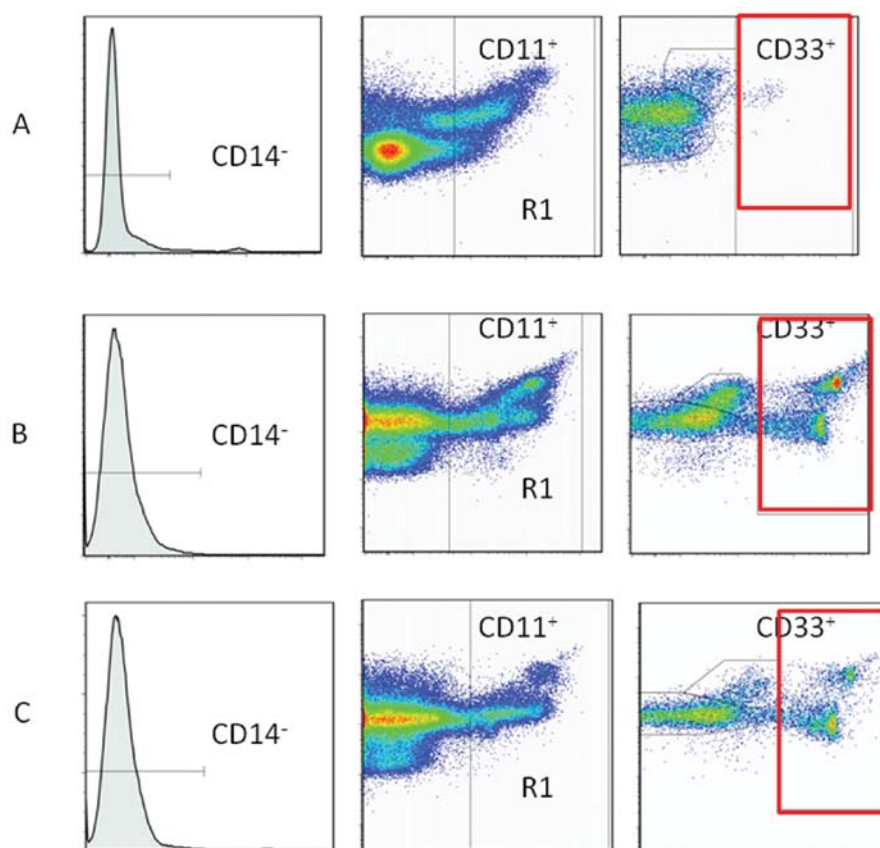 CD11⁺
CD33⁺
A
CD14⁻
R1
CD11⁺
CD33⁺
B
CD14⁻
R1
CD11⁺
CD33⁺
C
CD14⁻
R1